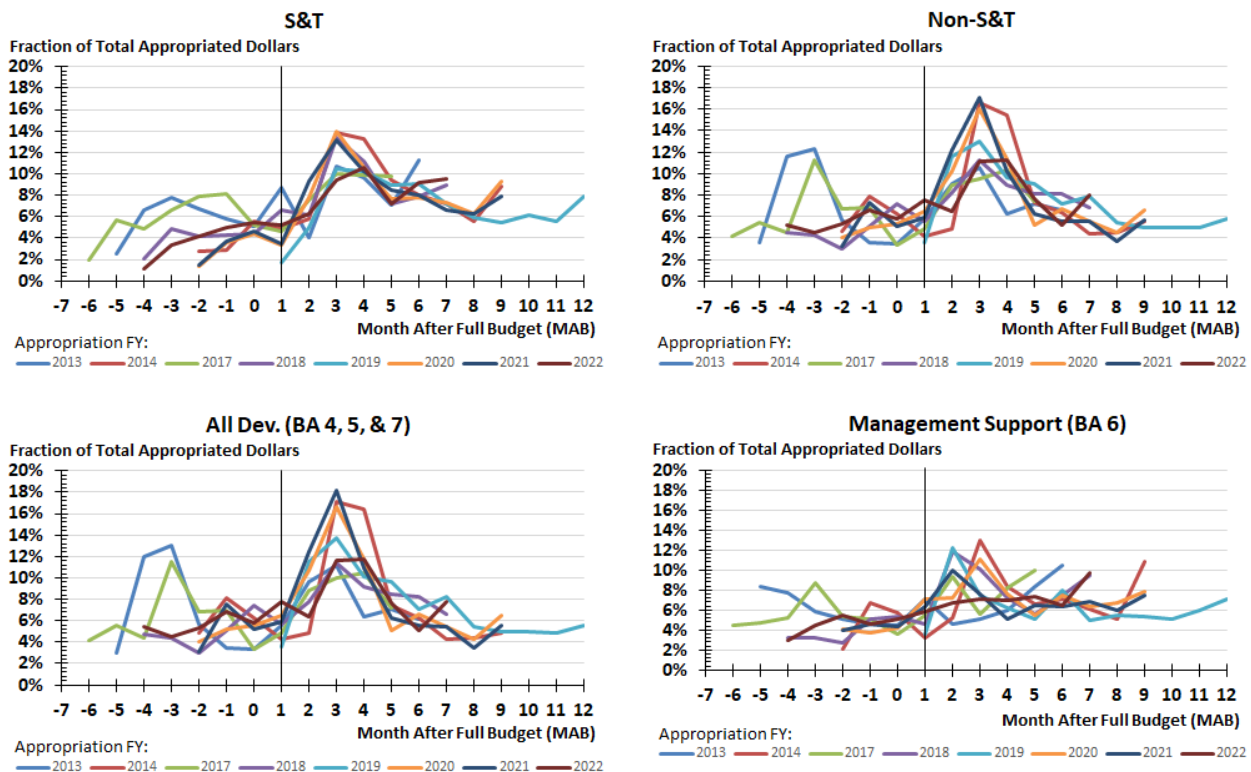 S&T
Fraction of Total Appropriated Dollars
20%
18%
16%
14%
12%
10%
8%
6%
4%
2%
0%
-7 -6 -5 -4 -3 -2 -1 0 1 2 3 4 5 6 7 8 9 10 11 12
Month After Full Budget (MAB)
Appropriation FY:
2013 2014 2017 2018 2019 2020 2021 2022
Non-S&T
Fraction of Total Appropriated Dollars
20%
18%
16%
14%
12%
10%
8%
6%
4%
2%
0%
-7 -6 -5 -4 -3 -2 -1 0 1 2 3 4 5 6 7 8 9 10 11 12
Month After Full Budget (MAB)
Appropriation FY:
2013 2014 2017 2018 2019 2020 2021 2022
All Dev. (BA 4, 5, & 7)
Fraction of Total Appropriated Dollars
20%
18%
16%
14%
12%
10%
8%
6%
4%
2%
0%
-7 -6 -5 -4 -3 -2 -1 0 1 2 3 4 5 6 7 8 9 10 11 12
Month After Full Budget (MAB)
Appropriation FY:
2013 2014 2017 2018 2019 2020 2021 2022
Management Support (BA 6)
Fraction of Total Appropriated Dollars
20%
18%
16%
14%
12%
10%
8%
6%
4%
2%
0%
-7 -6 -5 -4 -3 -2 -1 0 1 2 3 4 5 6 7 8 9 10 11 12
Month After Full Budget (MAB)
Appropriation FY:
2013 2014 2017 2018 2019 2020 2021 2022